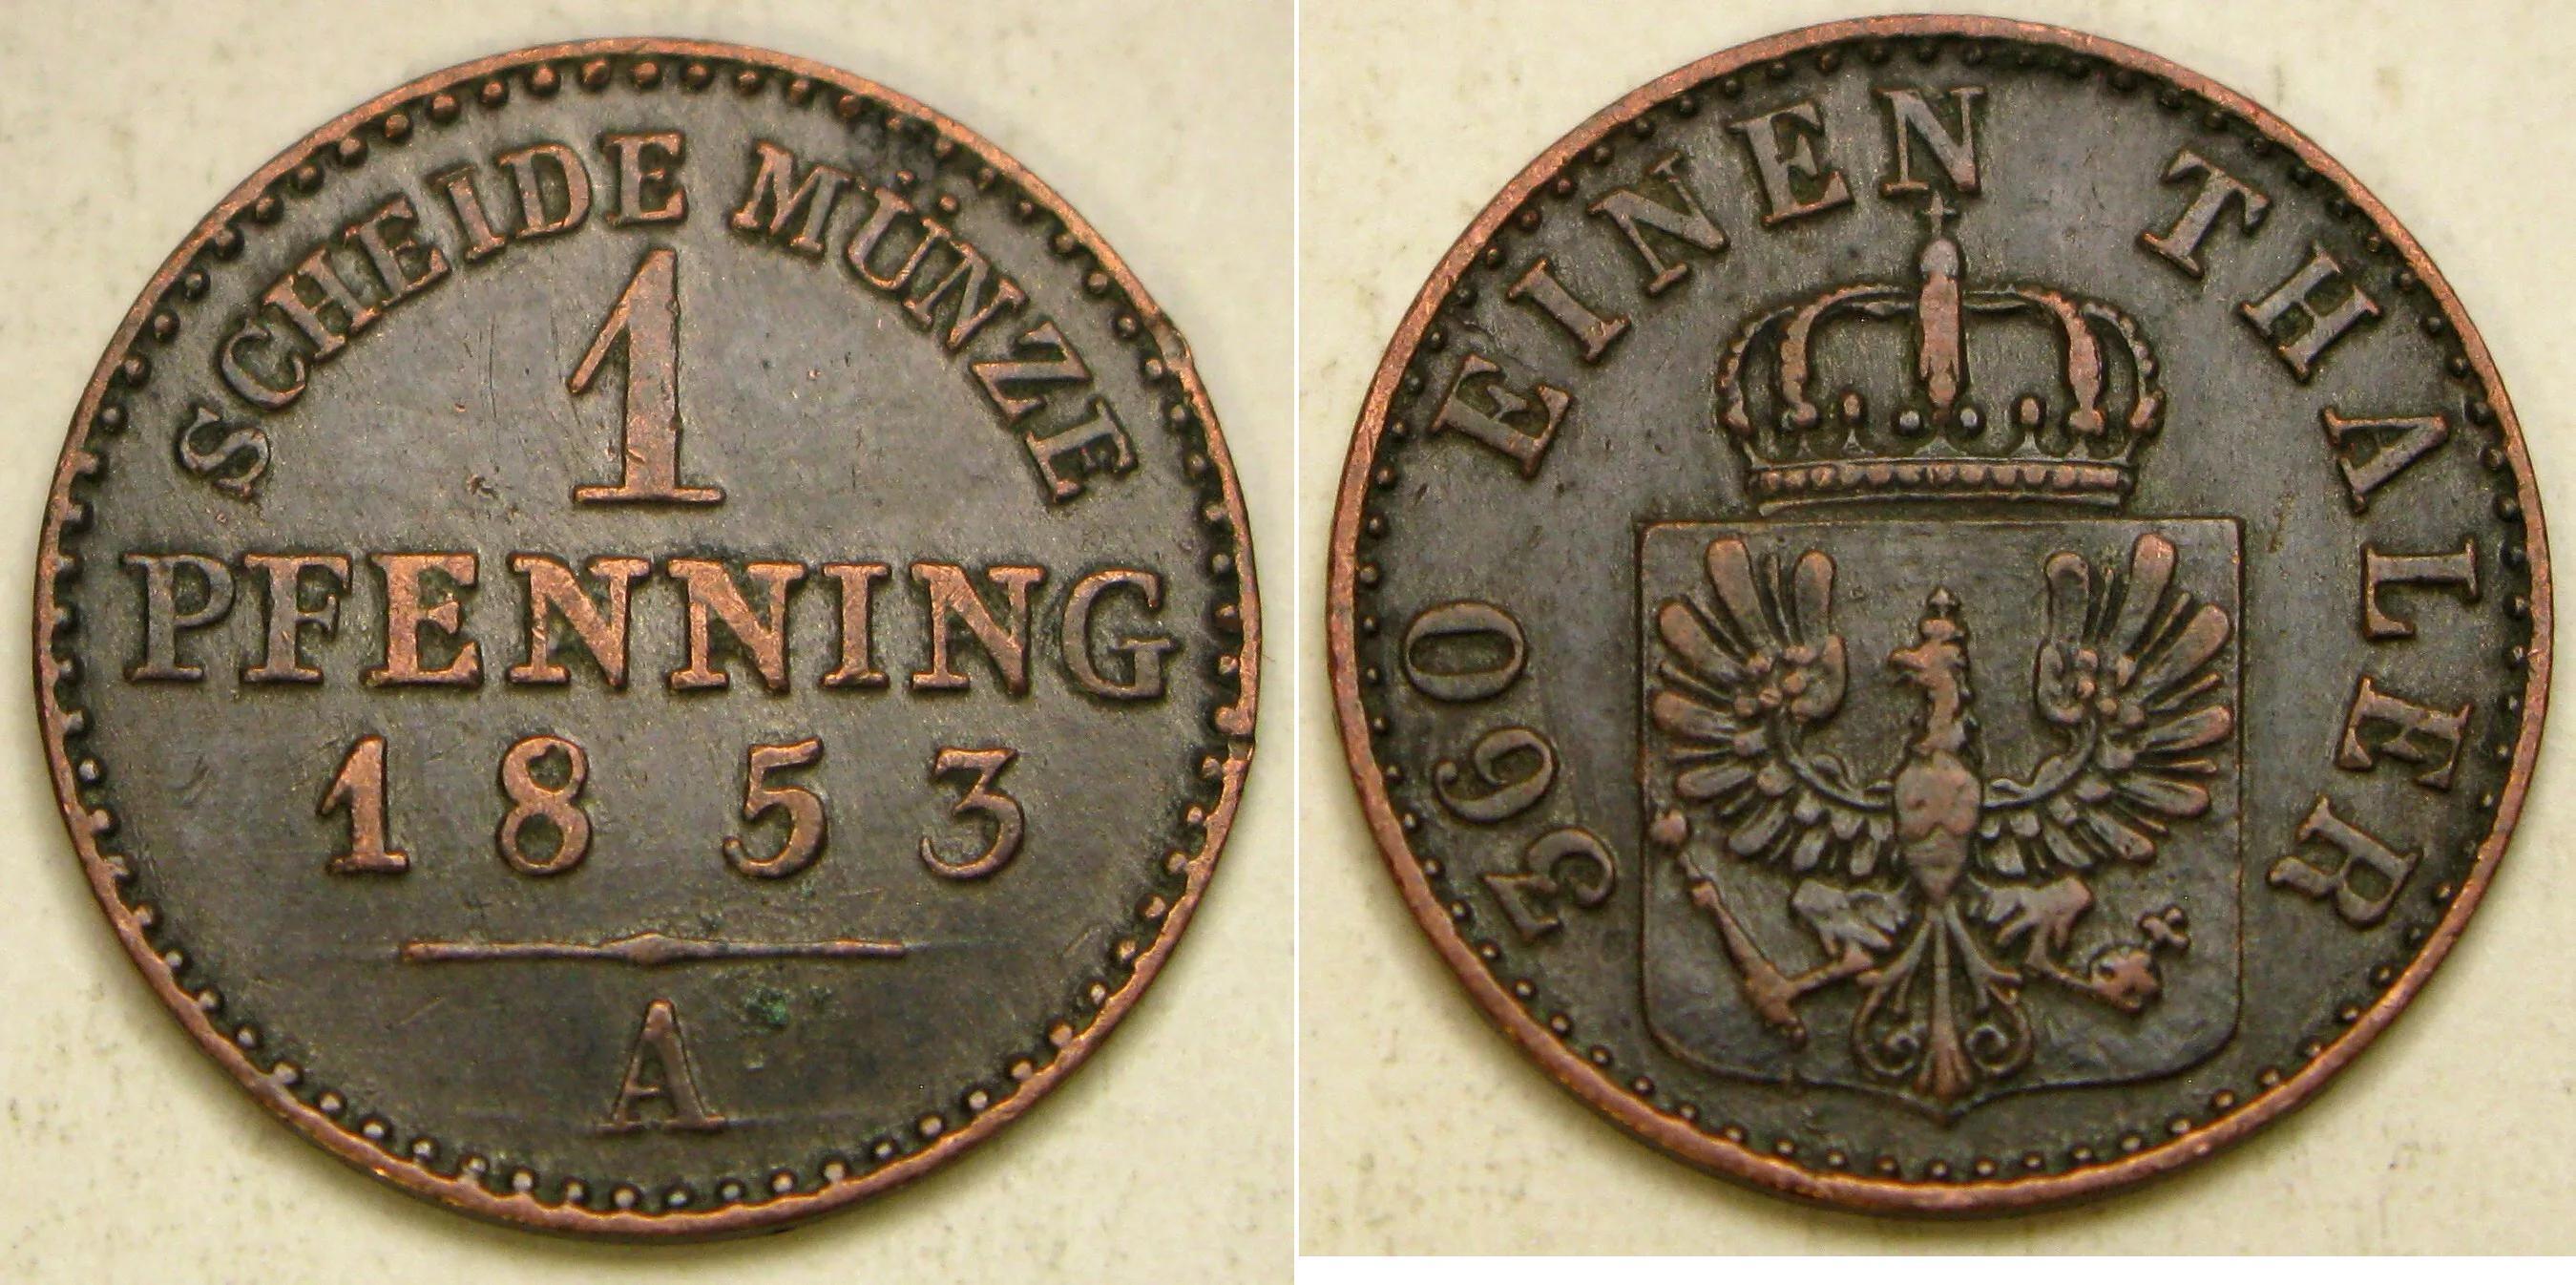 SCHEIDE MÜNZE
1
PFENNING
1853
A
360 EINEN THALER